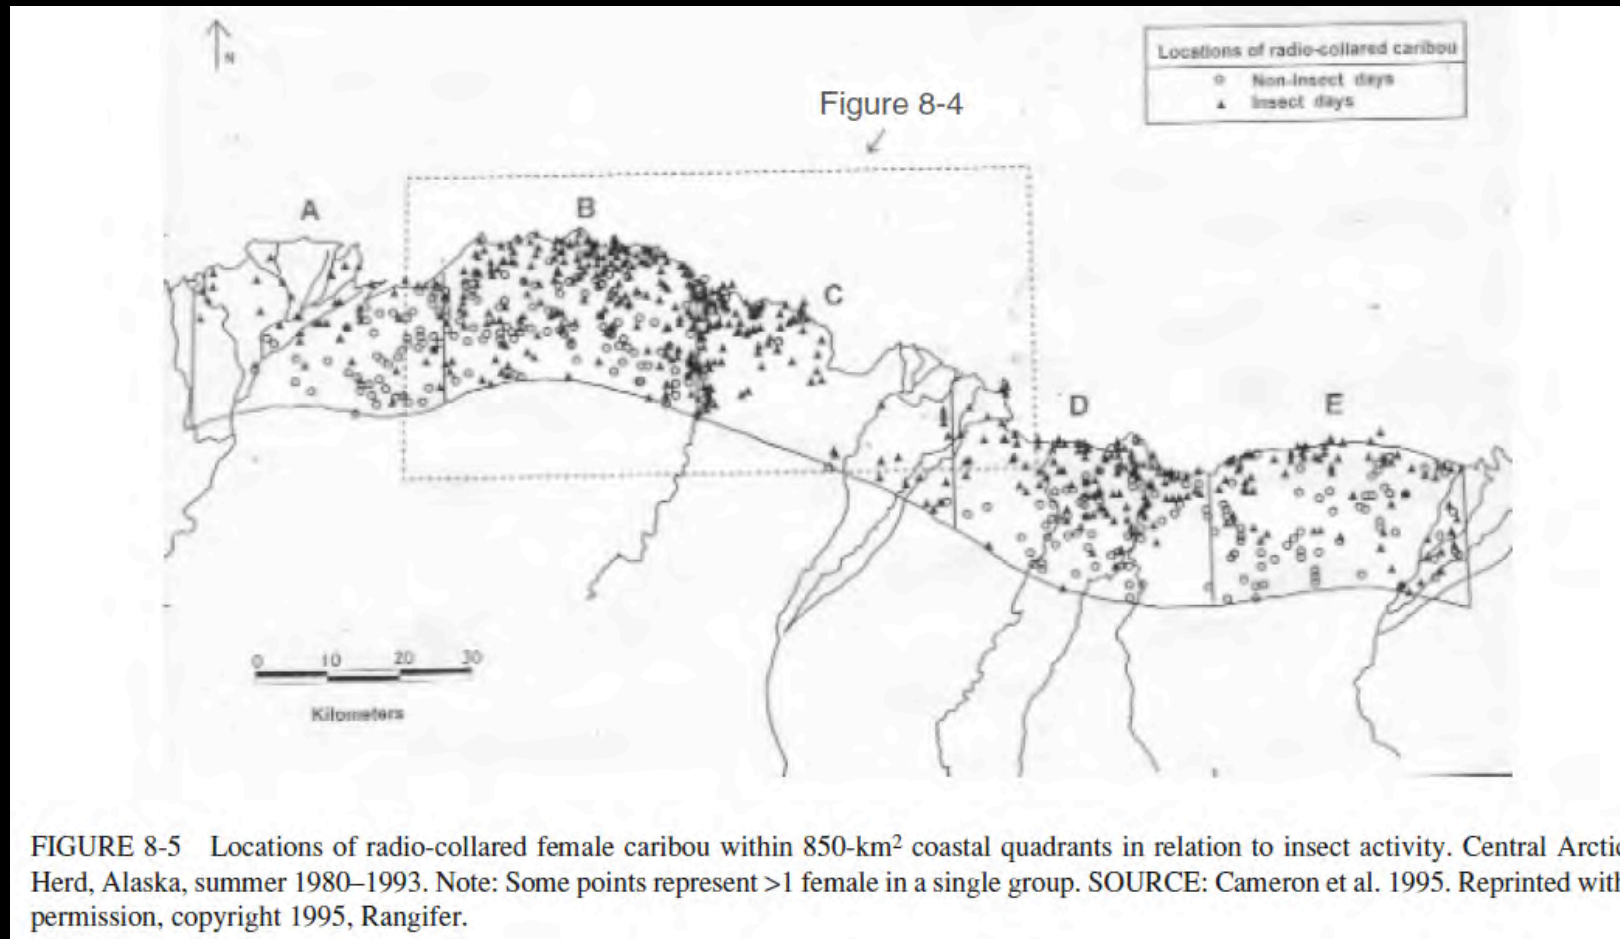 N
Locations of radio-collared caribou
Non-Insect days
Insect days
Figure 8-4
A
B
C
D
E
0 10 20 30
Kilometers
FIGURE 8-5 Locations of radio-collared female caribou within 850-km² coastal quadrants in relation to insect activity. Central Arctic
Herd, Alaska, summer 1980–1993. Note: Some points represent >1 female in a single group. SOURCE: Cameron et al. 1995. Reprinted with
permission, copyright 1995, Rangifer.